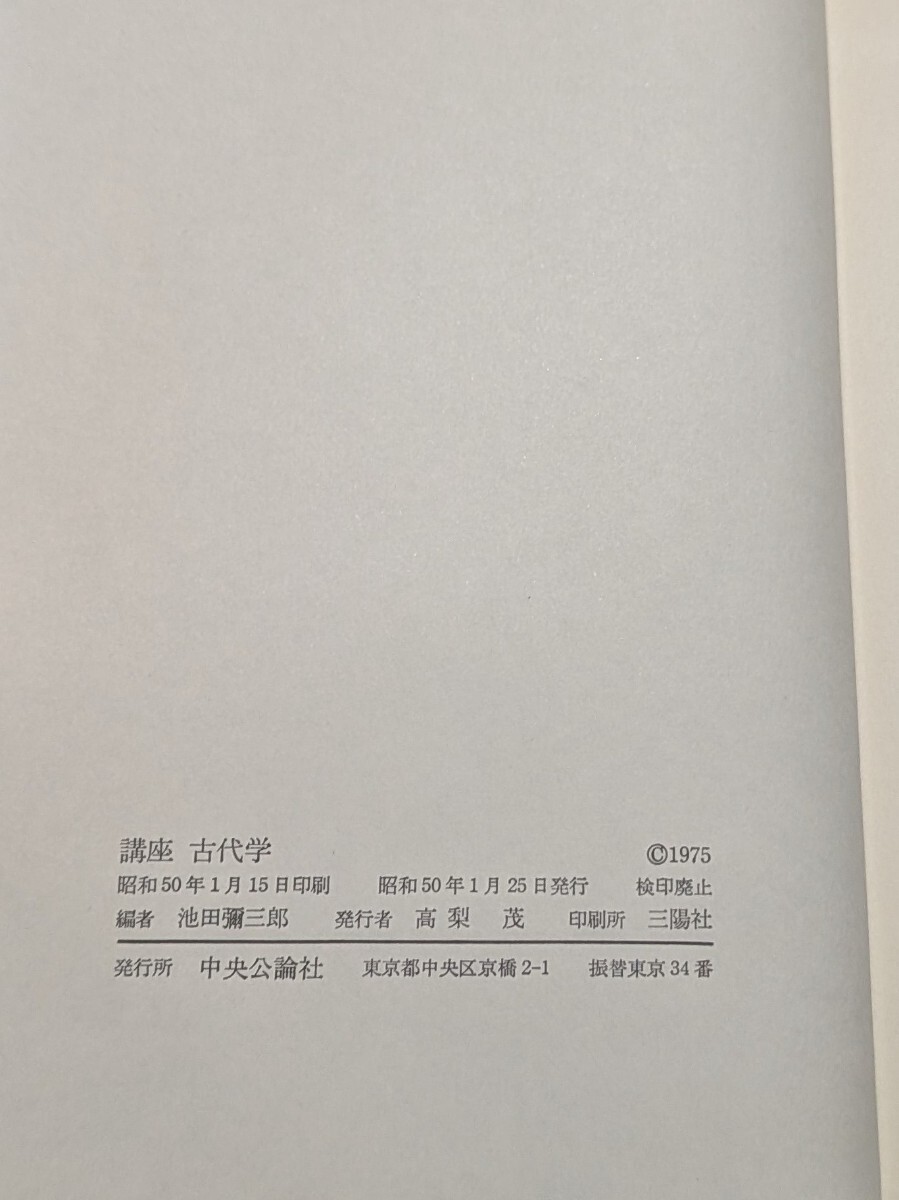 講座 古代学 ©1975
昭和50年1月15日印刷 昭和50年1月25日発行 検印廃止
編者 池田彌三郎 発行者 高梨 茂 印刷所 三陽社
発行所 中央公論社 東京都中央区京橋2-1 振替東京34番